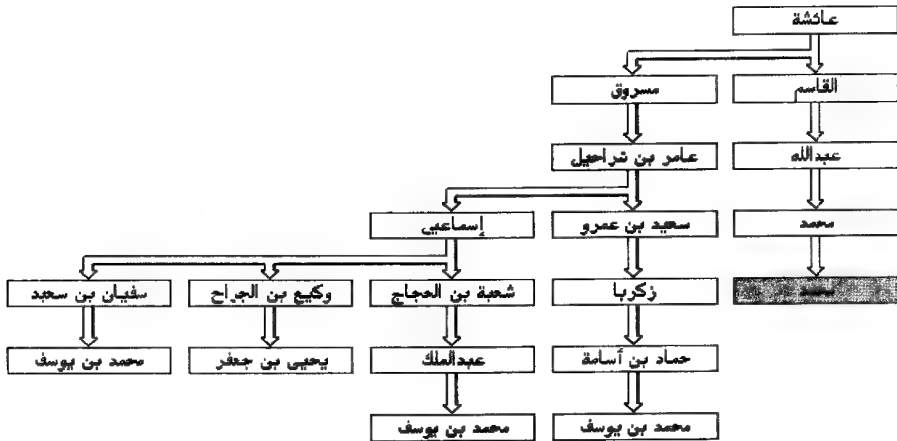 عائشة
القاسم
مسروق
عبدالله
عامر بن شراحيل
محمد
سعيد بن عمرو
إسماعيل
محمد
زكريا
شعبة بن الحجاج
وكيع بن الجراح
سفيان بن سعيد
حماد بن أسامة
عبدالملك
يحيى بن جعفر
محمد بن يوسف
محمد بن يوسف
محمد بن يوسف